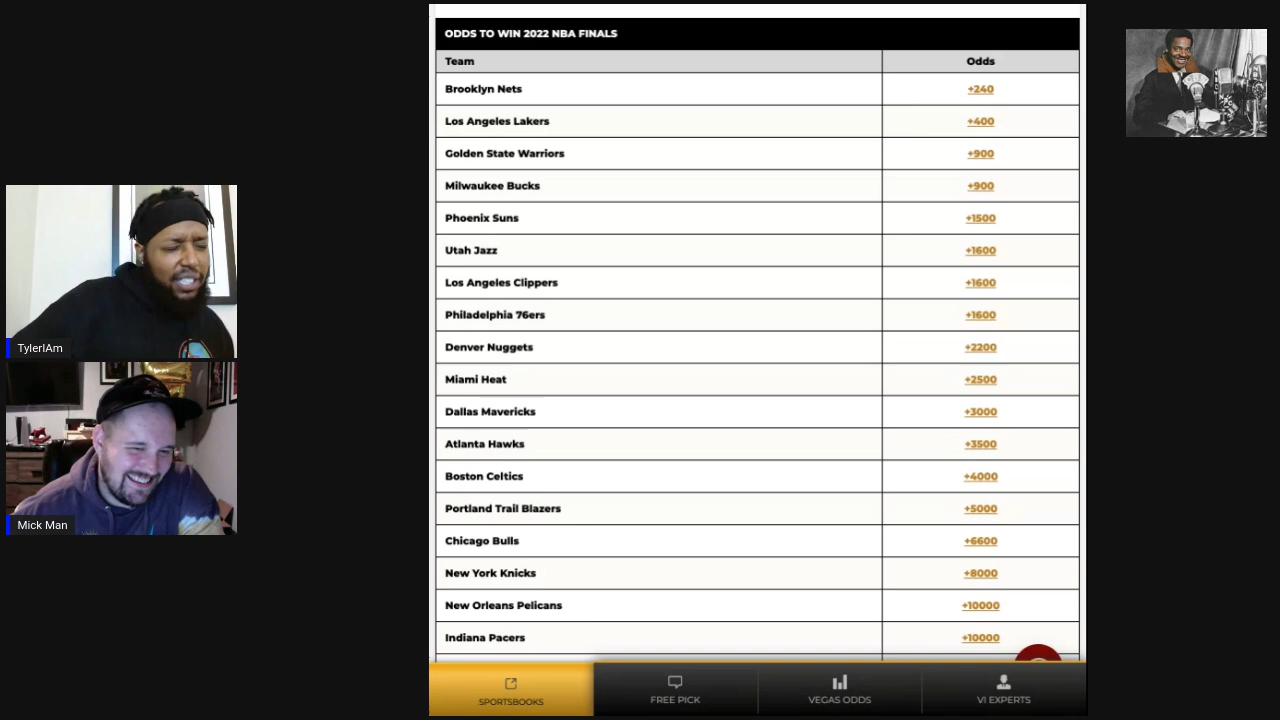 ODDS TO WIN 2022 NBA FINALS
Team Odds
Brooklyn Nets +240
Los Angeles Lakers +400
Golden State Warriors +900
Milwaukee Bucks +900
Phoenix Suns +1500
Utah Jazz +1600
Los Angeles Clippers +1600
Philadelphia 76ers +1600
Denver Nuggets +2200
Miami Heat +2500
Dallas Mavericks +3000
Atlanta Hawks +3500
Boston Celtics +4000
Portland Trail Blazers +5000
Chicago Bulls +6600
New York Knicks +8000
New Orleans Pelicans +10000
Indiana Pacers +10000
SPORTSBOOKS
FREE PICK
VEGAS ODDS
VI EXPERTS
TylerIAm
Mick Man